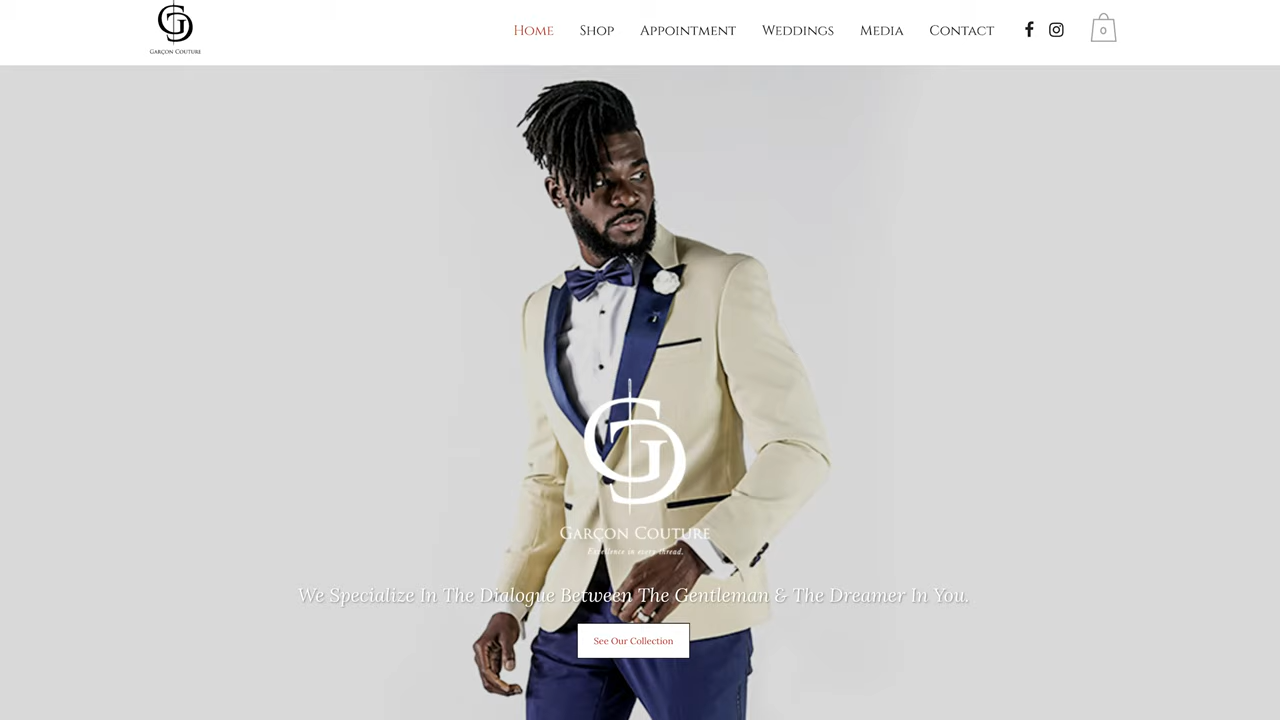 GARÇON COUTURE
HOME SHOP APPOINTMENT WEDDINGS MEDIA CONTACT 0
GARÇON COUTURE
Excellence in every thread.
We Specialize In The Dialogue Between The Gentleman & The Dreamer In You.
See Our Collection